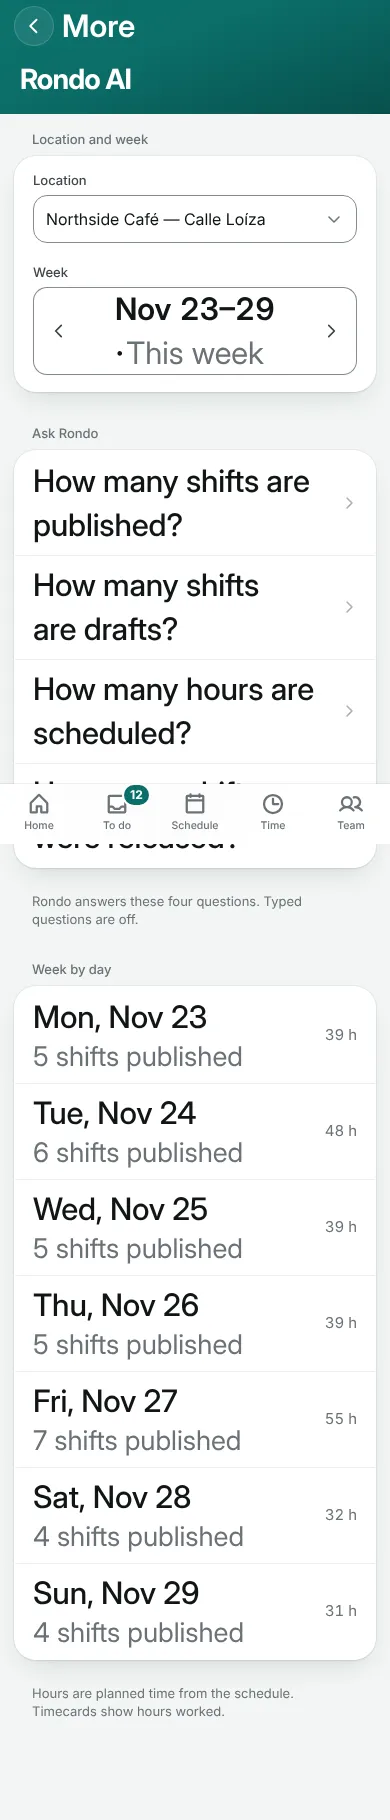 More
Rondo AI
Location and week
Location
Northside Café — Calle Loíza
Week
Nov 23–29
· This week
Ask Rondo
How many shifts are
published?
How many shifts
are drafts?
How many hours are
scheduled?
12
Home
To do
Schedule
Time
Team
were released?
Rondo answers these four questions. Typed
questions are off.
Week by day
Mon, Nov 23
5 shifts published
39 h
Tue, Nov 24
6 shifts published
48 h
Wed, Nov 25
5 shifts published
39 h
Thu, Nov 26
5 shifts published
39 h
Fri, Nov 27
7 shifts published
55 h
Sat, Nov 28
4 shifts published
32 h
Sun, Nov 29
4 shifts published
31 h
Hours are planned time from the schedule.
Timecards show hours worked.